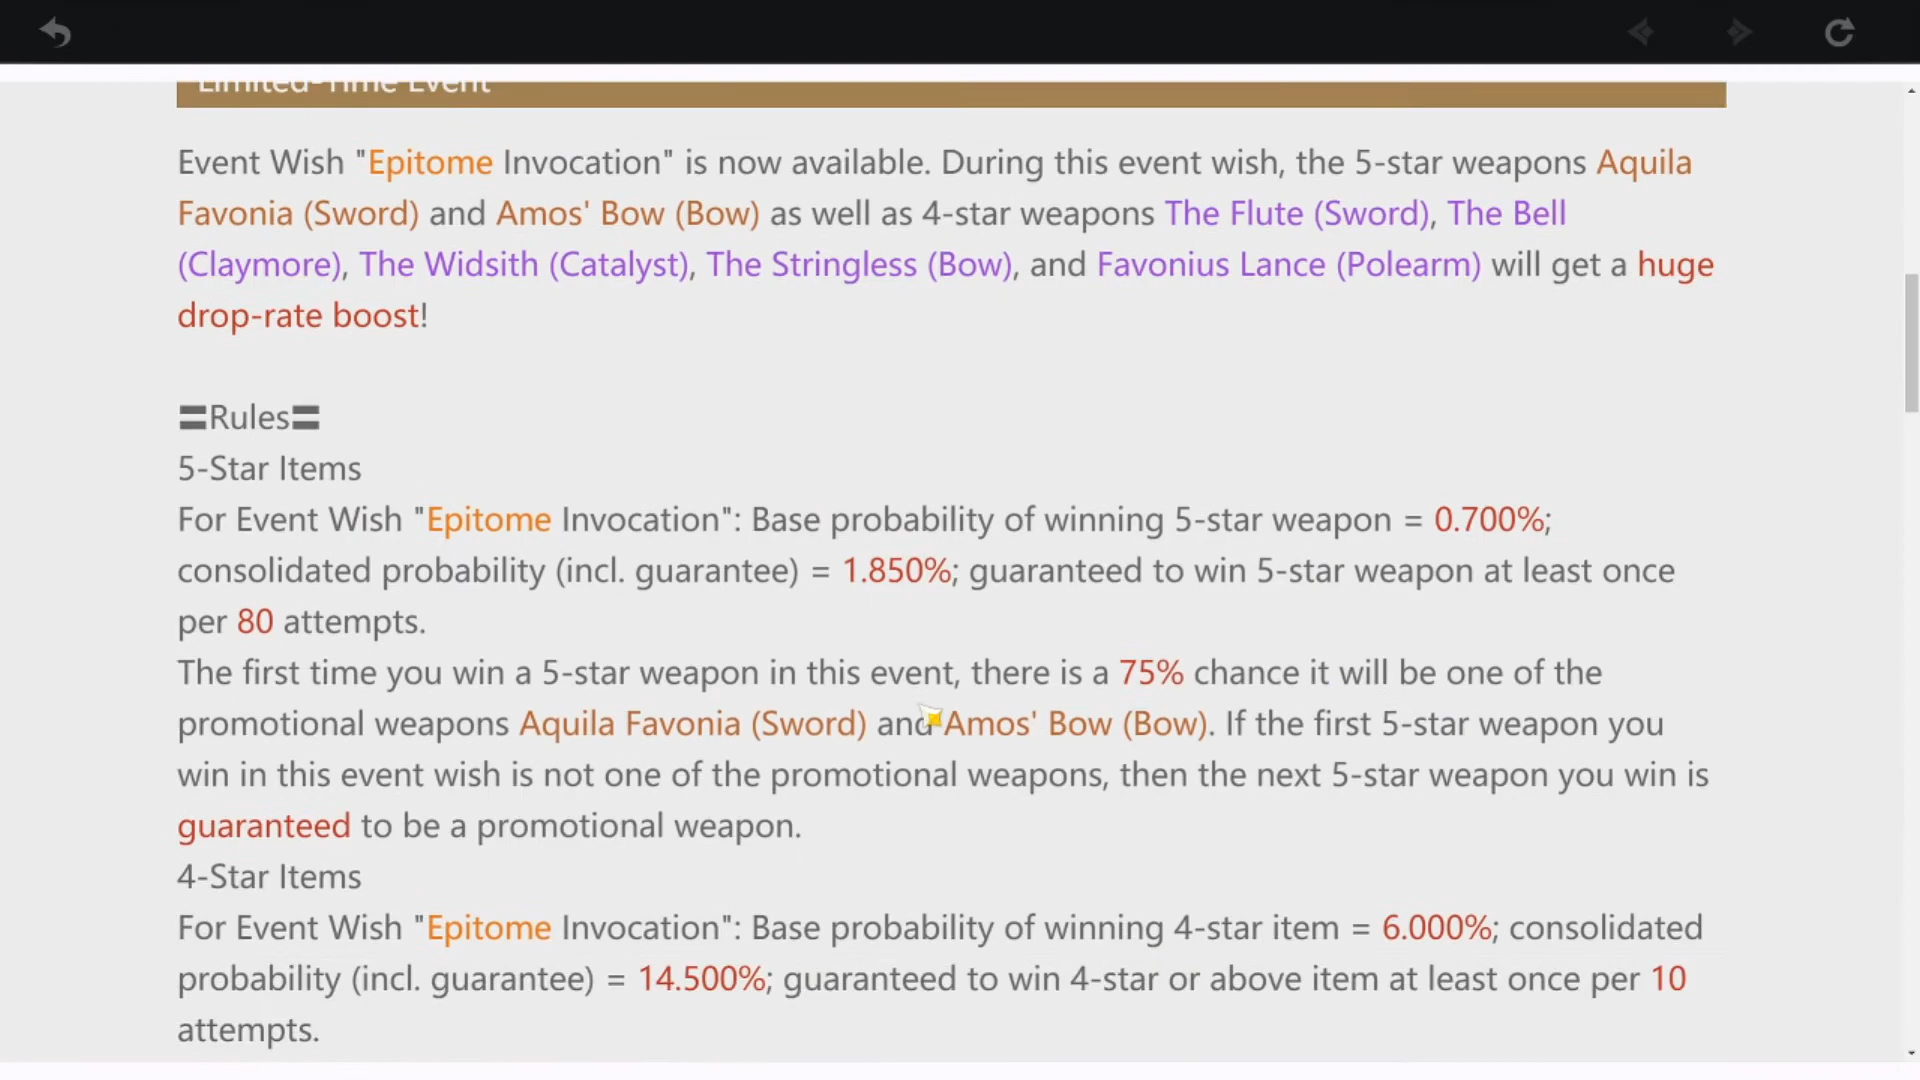 Limited-Time Event
Event Wish "Epitome Invocation" is now available. During this event wish, the 5-star weapons Aquila
Favonia (Sword) and Amos' Bow (Bow) as well as 4-star weapons The Flute (Sword), The Bell
(Claymore), The Widsith (Catalyst), The Stringless (Bow), and Favonius Lance (Polearm) will get a huge
drop-rate boost!
〓Rules〓
5-Star Items
For Event Wish "Epitome Invocation": Base probability of winning 5-star weapon = 0.700%;
consolidated probability (incl. guarantee) = 1.850%; guaranteed to win 5-star weapon at least once
per 80 attempts.
The first time you win a 5-star weapon in this event, there is a 75% chance it will be one of the
promotional weapons Aquila Favonia (Sword) and Amos' Bow (Bow). If the first 5-star weapon you
win in this event wish is not one of the promotional weapons, then the next 5-star weapon you win is
guaranteed to be a promotional weapon.
4-Star Items
For Event Wish "Epitome Invocation": Base probability of winning 4-star item = 6.000%; consolidated
probability (incl. guarantee) = 14.500%; guaranteed to win 4-star or above item at least once per 10
attempts.